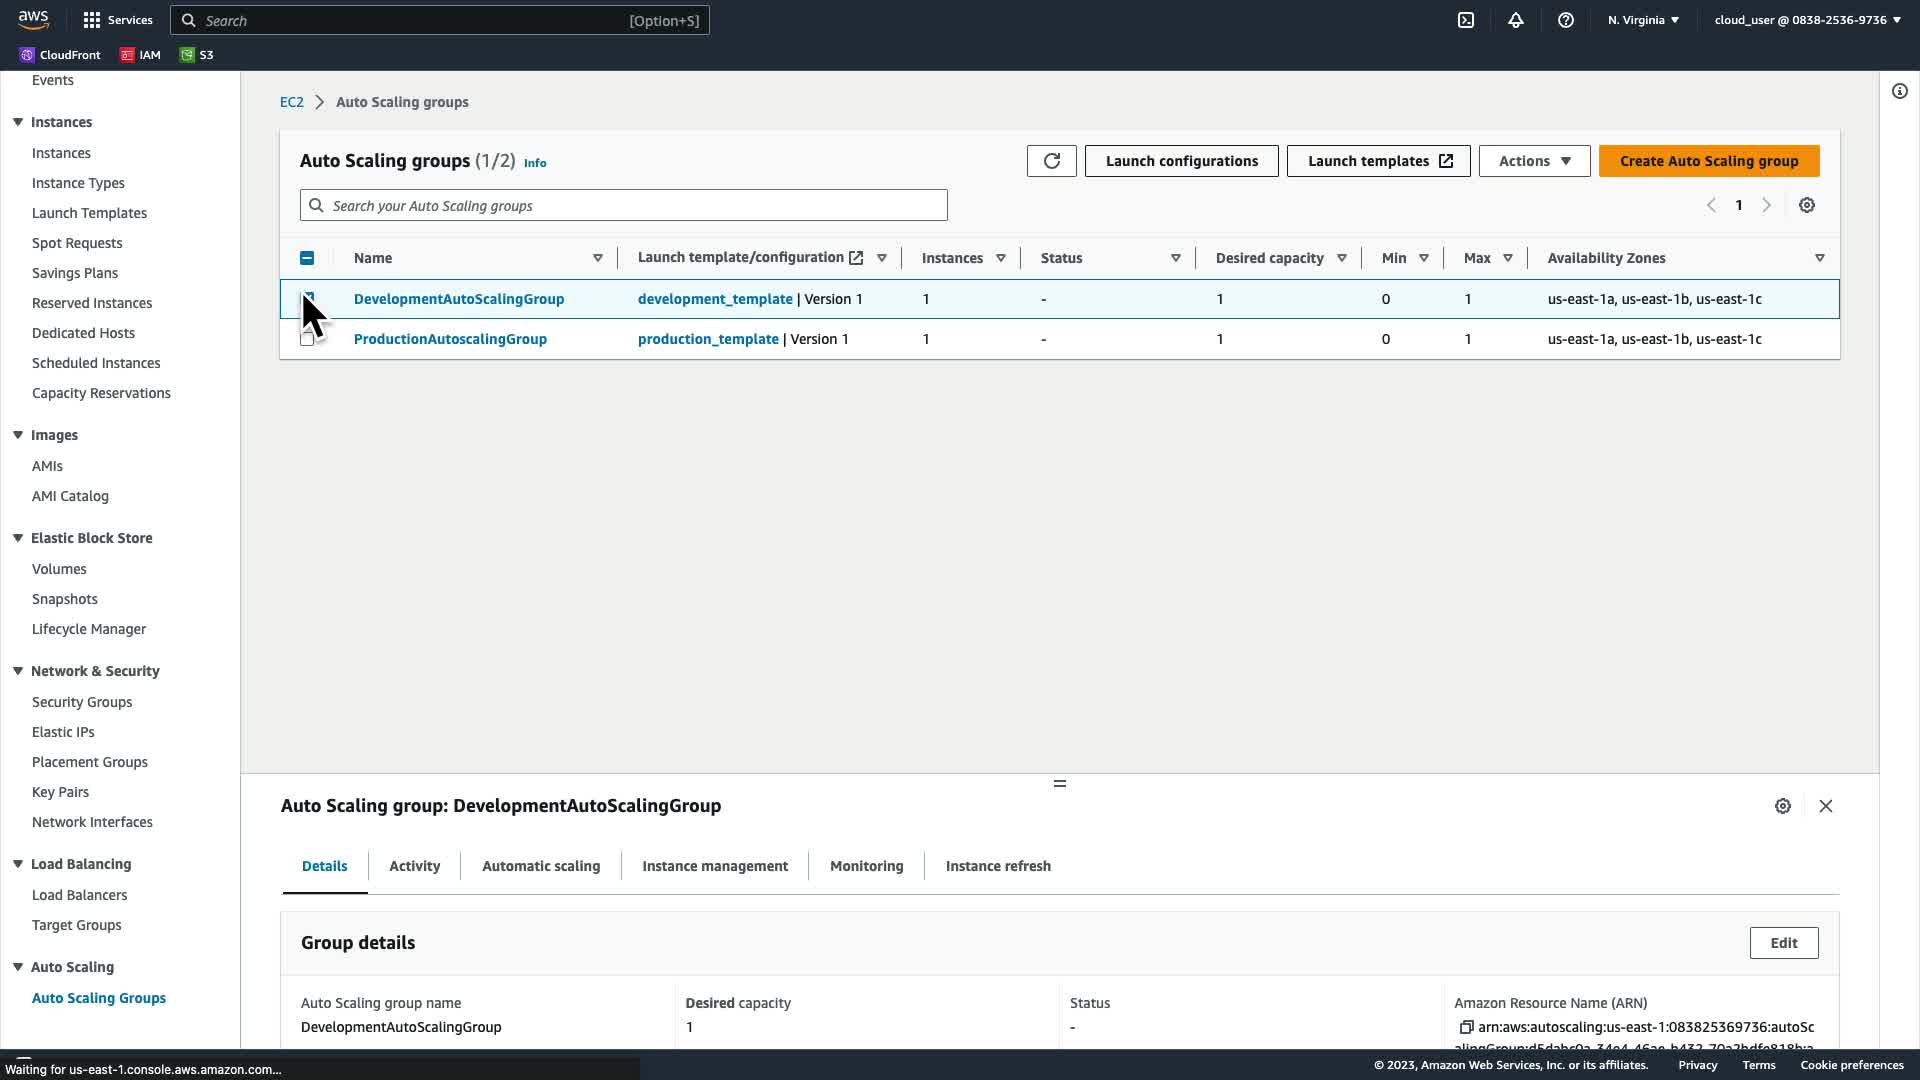 aws
Services
Search
[Option+S]
N. Virginia
cloud_user @ 0838-2536-9736
CloudFront
IAM
S3
Events
Instances
Instances
Instance Types
Launch Templates
Spot Requests
Savings Plans
Reserved Instances
Dedicated Hosts
Scheduled Instances
Capacity Reservations
Images
AMIs
AMI Catalog
Elastic Block Store
Volumes
Snapshots
Lifecycle Manager
Network & Security
Security Groups
Elastic IPs
Placement Groups
Key Pairs
Network Interfaces
Load Balancing
Load Balancers
Target Groups
Auto Scaling
Auto Scaling Groups
EC2 Auto Scaling groups
Auto Scaling groups (1/2) Info
Launch configurations
Launch templates
Actions
Create Auto Scaling group
Search your Auto Scaling groups
1
Name Launch template/configuration Instances Status Desired capacity Min Max Availability Zones
DevelopmentAutoScalingGroup development_template | Version 1 1 - 1 0 1 us-east-1a, us-east-1b, us-east-1c
ProductionAutoscalingGroup production_template | Version 1 1 - 1 0 1 us-east-1a, us-east-1b, us-east-1c
Auto Scaling group: DevelopmentAutoScalingGroup
Details Activity Automatic scaling Instance management Monitoring Instance refresh
Group details
Edit
Auto Scaling group name
DevelopmentAutoScalingGroup
Desired capacity
1
Status
-
Amazon Resource Name (ARN)
arn:aws:autoscaling:us-east-1:083825369736:autoSc
Waiting for us-east-1.console.aws.amazon.com...
© 2023, Amazon Web Services, Inc. or its affiliates. Privacy Terms Cookie preferences